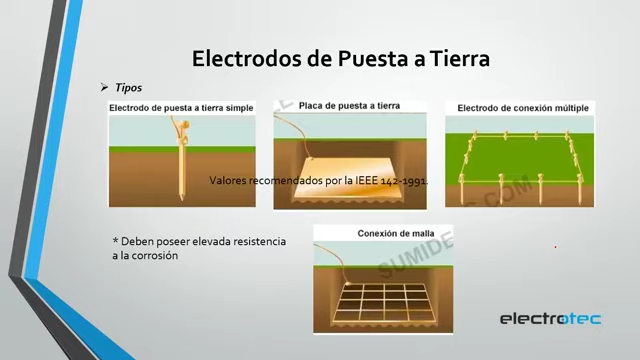 Electrodos de Puesta a Tierra
Tipos
Electrodo de puesta a tierra simple
Placa de puesta a tierra
Electrodo de conexión múltiple
Valores recomendados por la IEEE 142-1991.
* Deben poseer elevada resistencia
a la corrosión
Conexión de malla
electrotec